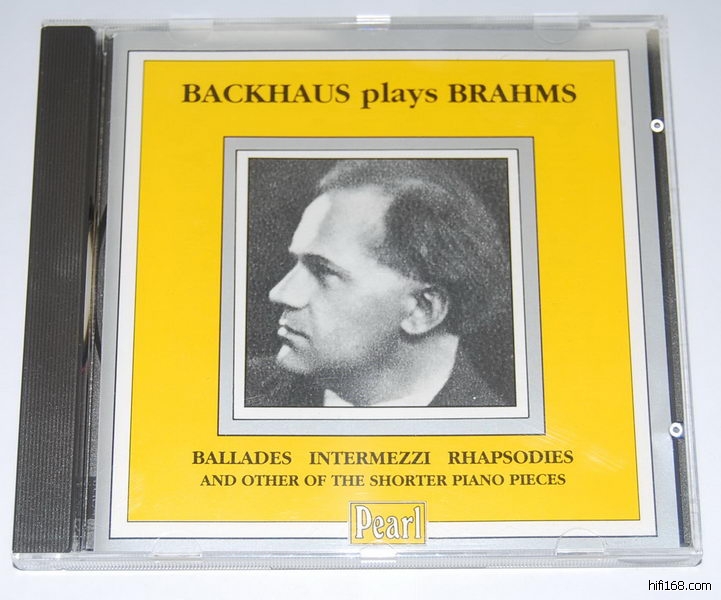 BACKHAUS plays BRAHMS
BALLADES INTERMEZZI RHAPSODIES
AND OTHER OF THE SHORTER PIANO PIECES
Pearl
hifi168.com